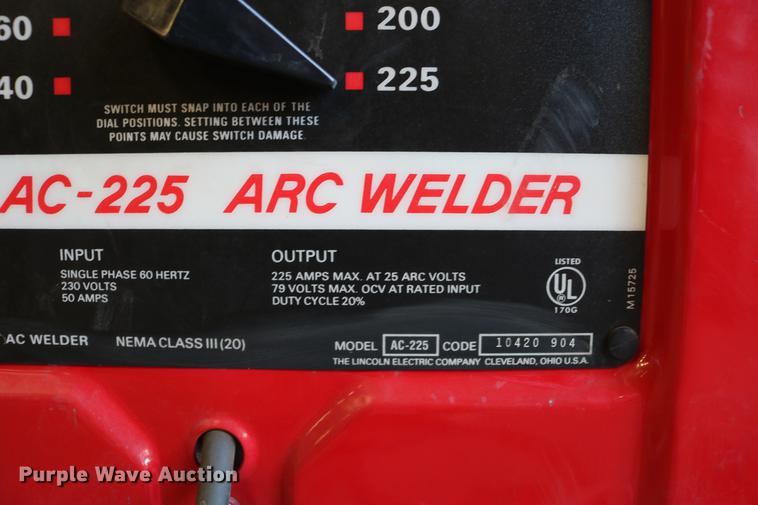 60 200
40 225
SWITCH MUST SNAP INTO EACH OF THE
DIAL POSITIONS. SETTING BETWEEN THESE
POINTS MAY CAUSE SWITCH DAMAGE.
AC-225 ARC WELDER
INPUT
SINGLE PHASE 60 HERTZ
230 VOLTS
50 AMPS
OUTPUT
225 AMPS MAX. AT 25 ARC VOLTS
79 VOLTS MAX. OCV AT RATED INPUT
DUTY CYCLE 20%
LISTED
UL
170G
M15725
AC WELDER NEMA CLASS III (20)
MODEL AC-225 CODE 10420 904
THE LINCOLN ELECTRIC COMPANY CLEVELAND, OHIO U.S.A.
Purple Wave Auction